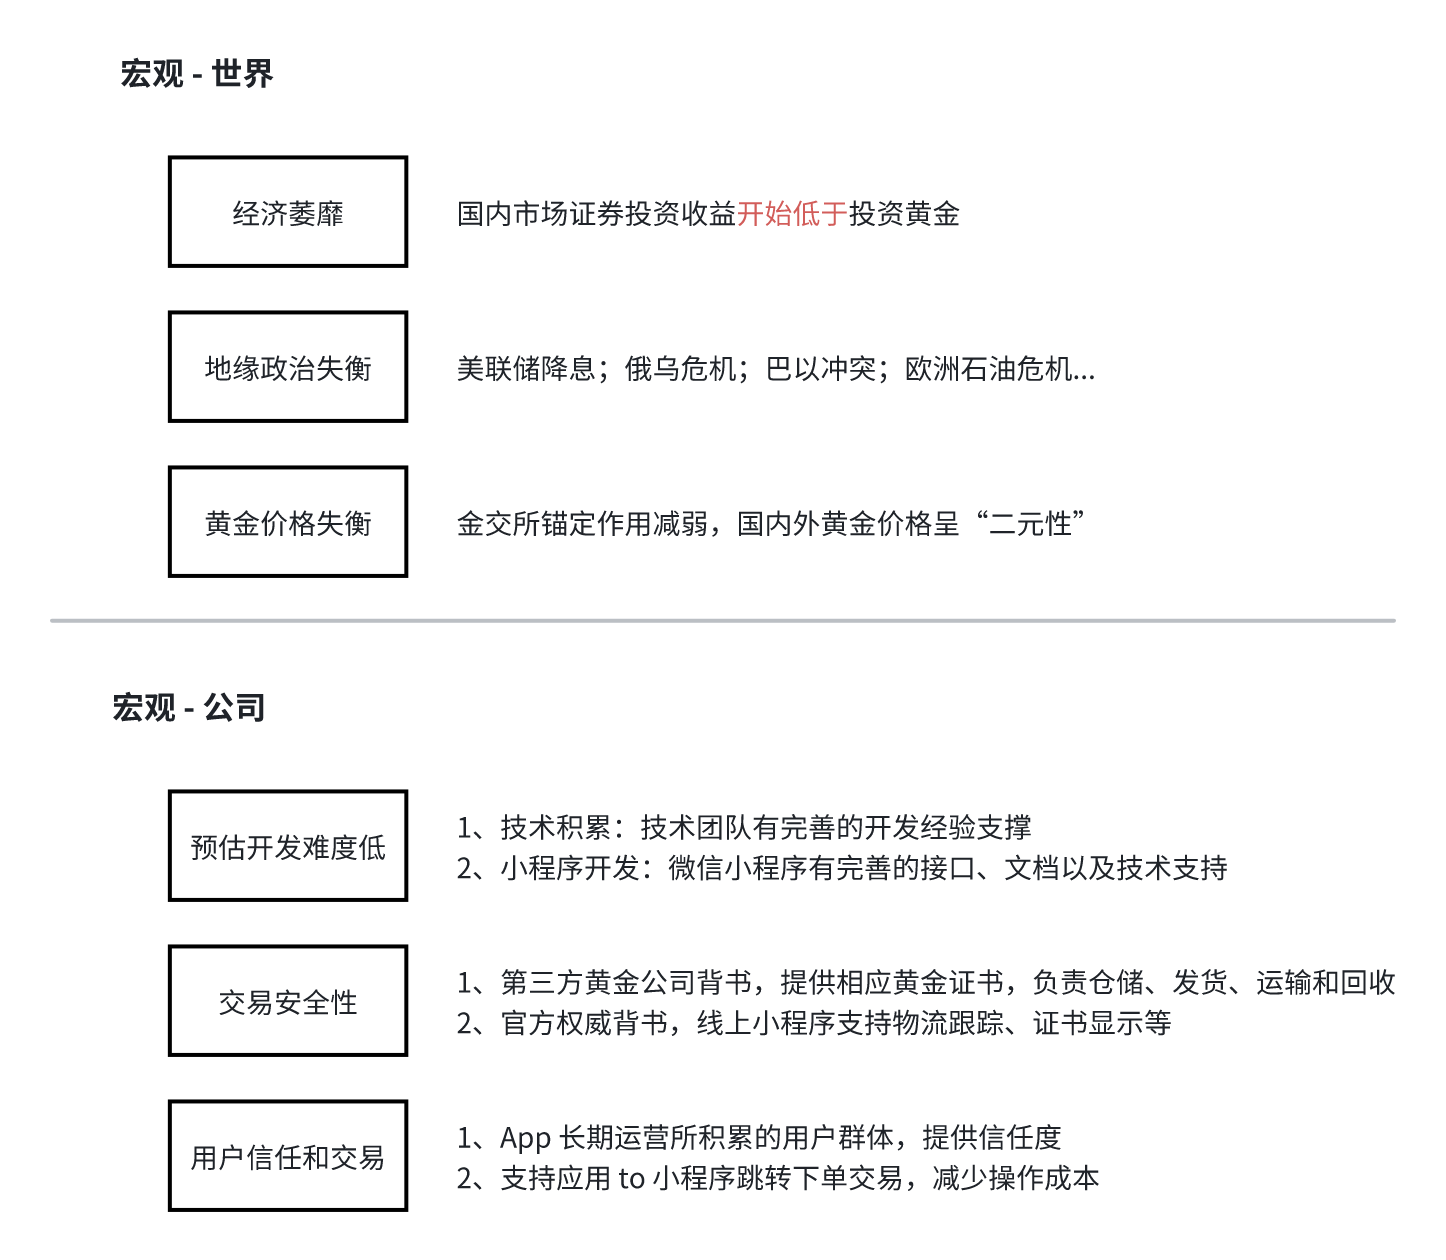 宏观 - 世界
经济萎靡
国内市场证券投资收益开始低于投资黄金
地缘政治失衡
美联储降息；俄乌危机；巴以冲突；欧洲石油危机...
黄金价格失衡
金交所锚定作用减弱，国内外黄金价格呈“二元性”
宏观 - 公司
预估开发难度低
1、技术积累：技术团队有完善的开发经验支撑
2、小程序开发：微信小程序有完善的接口、文档以及技术支持
交易安全性
1、第三方黄金公司背书，提供相应黄金证书，负责仓储、发货、运输和回收
2、官方权威背书，线上小程序支持物流跟踪、证书显示等
用户信任和交易
1、App 长期运营所积累的用户群体，提供信任度
2、支持应用 to 小程序跳转下单交易，减少操作成本